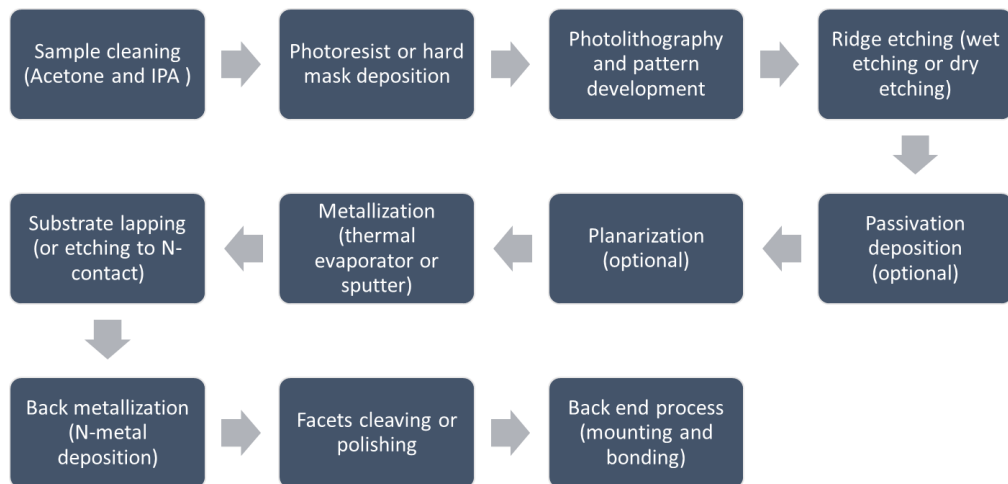 Sample cleaning
(Acetone and IPA )
Photoresist or hard
mask deposition
Photolithography
and pattern
development
Ridge etching (wet
etching or dry
etching)
Passivation
deposition
(optional)
Planarization
(optional)
Metallization
(thermal
evaporator or
sputter)
Substrate lapping
(or etching to N-
contact)
Back metallization
(N-metal
deposition)
Facets cleaving or
polishing
Back end process
(mounting and
bonding)